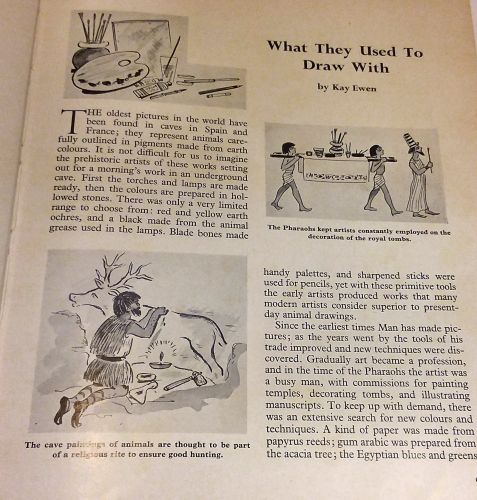 What They Used To
Draw With
by Kay Ewen
THE oldest pictures in the world have
been found in caves in Spain and
France; they represent animals care-
fully outlined in pigments made from earth
colours. It is not difficult for us to imagine
the prehistoric artists of these works setting
out for a morning's work in an underground
cave. First the torches and lamps are made
ready, then the colours are prepared in hol-
lowed stones. There was only a very limited
range to choose from: red and yellow earth
ochres, and a black made from the animal
grease used in the lamps. Blade bones made
The cave paintings of animals are thought to be part
of a religious rite to ensure good hunting.
The Pharaohs kept artists constantly employed on the
decoration of the royal tombs.
handy palettes, and sharpened sticks were
used for pencils, yet with these primitive tools
the early artists produced works that many
modern artists consider superior to present-
day animal drawings.
Since the earliest times Man has made pic-
tures; as the years went by the tools of his
trade improved and new techniques were dis-
covered. Gradually art became a profession,
and in the time of the Pharaohs the artist was
a busy man, with commissions for painting
temples, decorating tombs, and illustrating
manuscripts. To keep up with demand, there
was an extensive search for new colours and
techniques. A kind of paper was made from
papyrus reeds; gum arabic was prepared from
the acacia tree; the Egyptian blues and greens